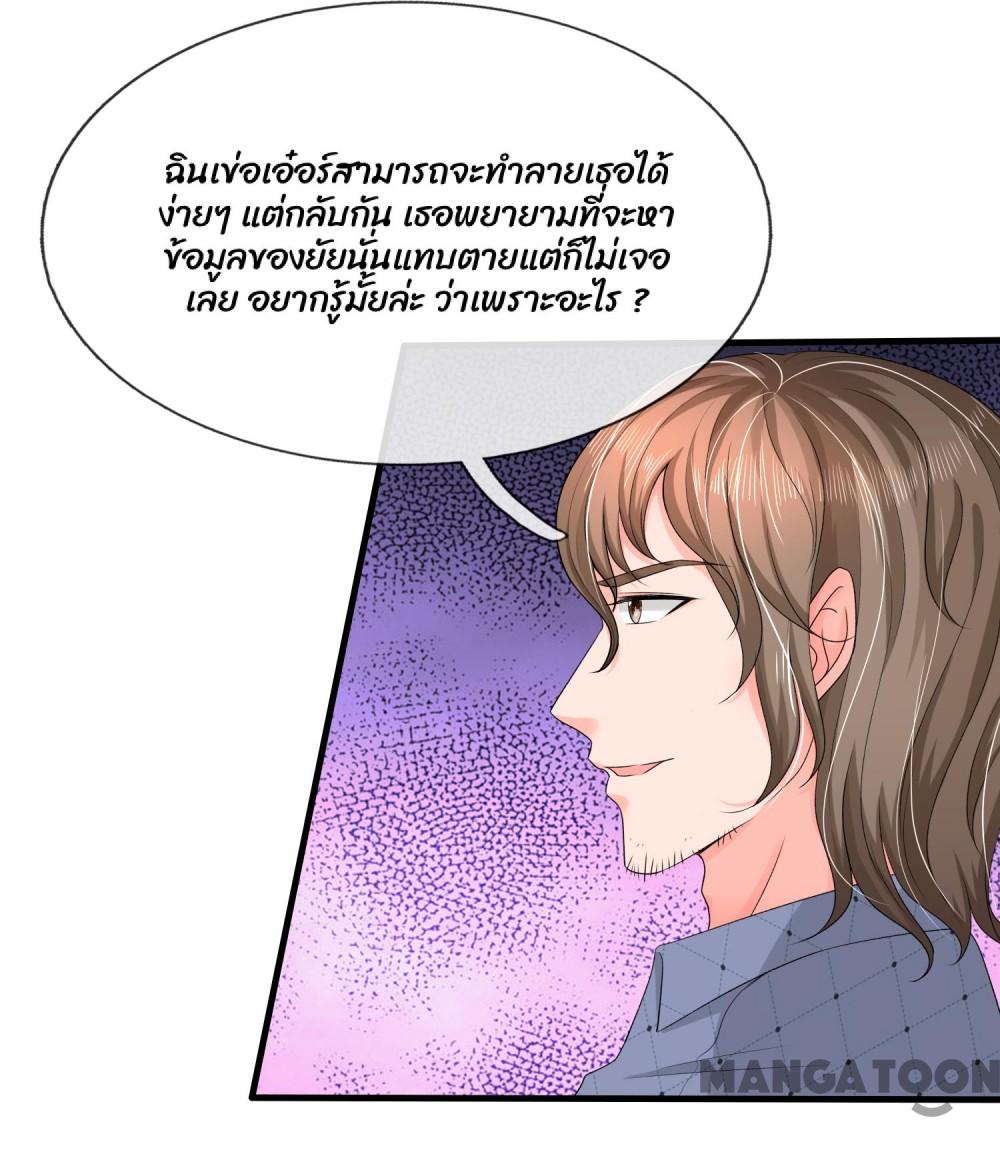 ฉินเข่อเอ๋อร์สามารถจะทำลายเธอได้
ง่ายๆ แต่กลับกัน เธอพยายามที่จะหา
ข้อมูลของยัยนั่นแทบตายแต่ก็ไม่เจอ
เลย อยากรู้มั้ยล่ะ ว่าเพราะอะไร ?
MANGA TOON